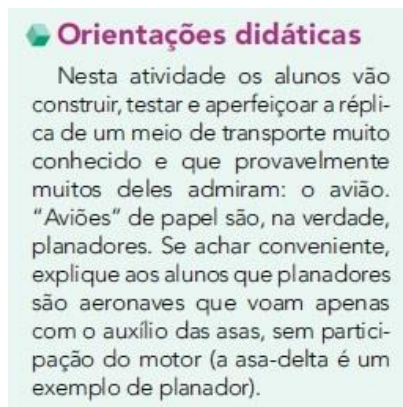 Orientações didáticas
Nesta atividade os alunos vão
construir, testar e aperfeiçoar a répli-
ca de um meio de transporte muito
conhecido e que provavelmente
muitos deles admiram: o avião.
“Aviões” de papel são, na verdade,
planadores. Se achar conveniente,
explique aos alunos que planadores
são aeronaves que voam apenas
com o auxílio das asas, sem partici-
pação do motor (a asa-delta é um
exemplo de planador).